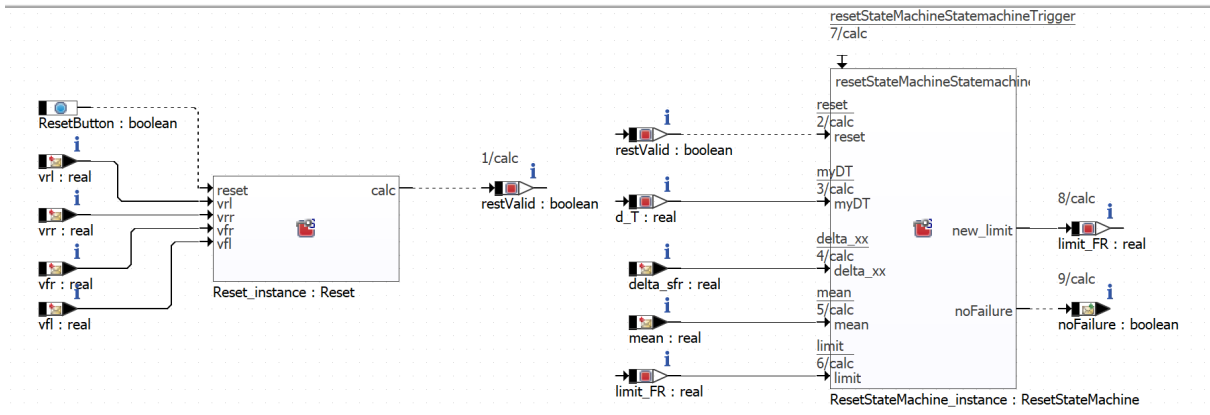 ResetButton : boolean
i
vrl : real
i
vrr : real
i
vfr : real
i
vfl : real
reset
vrl
vrr
vfr
vfl
calc
Reset_instance : Reset
1/calc
i
restValid : boolean
resetStateMachineStatemachineTrigger
7/calc
resetStateMachineStatemachine
i
restValid : boolean
i
d_T : real
i
delta_sfr : real
i
mean : real
i
limit_FR : real
reset
2/calc
reset
myDT
3/calc
myDT
delta_xx
4/calc
delta_xx
mean
5/calc
mean
limit
6/calc
limit
new_limit
noFailure
ResetStateMachine_instance : ResetStateMachine
8/calc
i
limit_FR : real
9/calc
i
noFailure : boolean